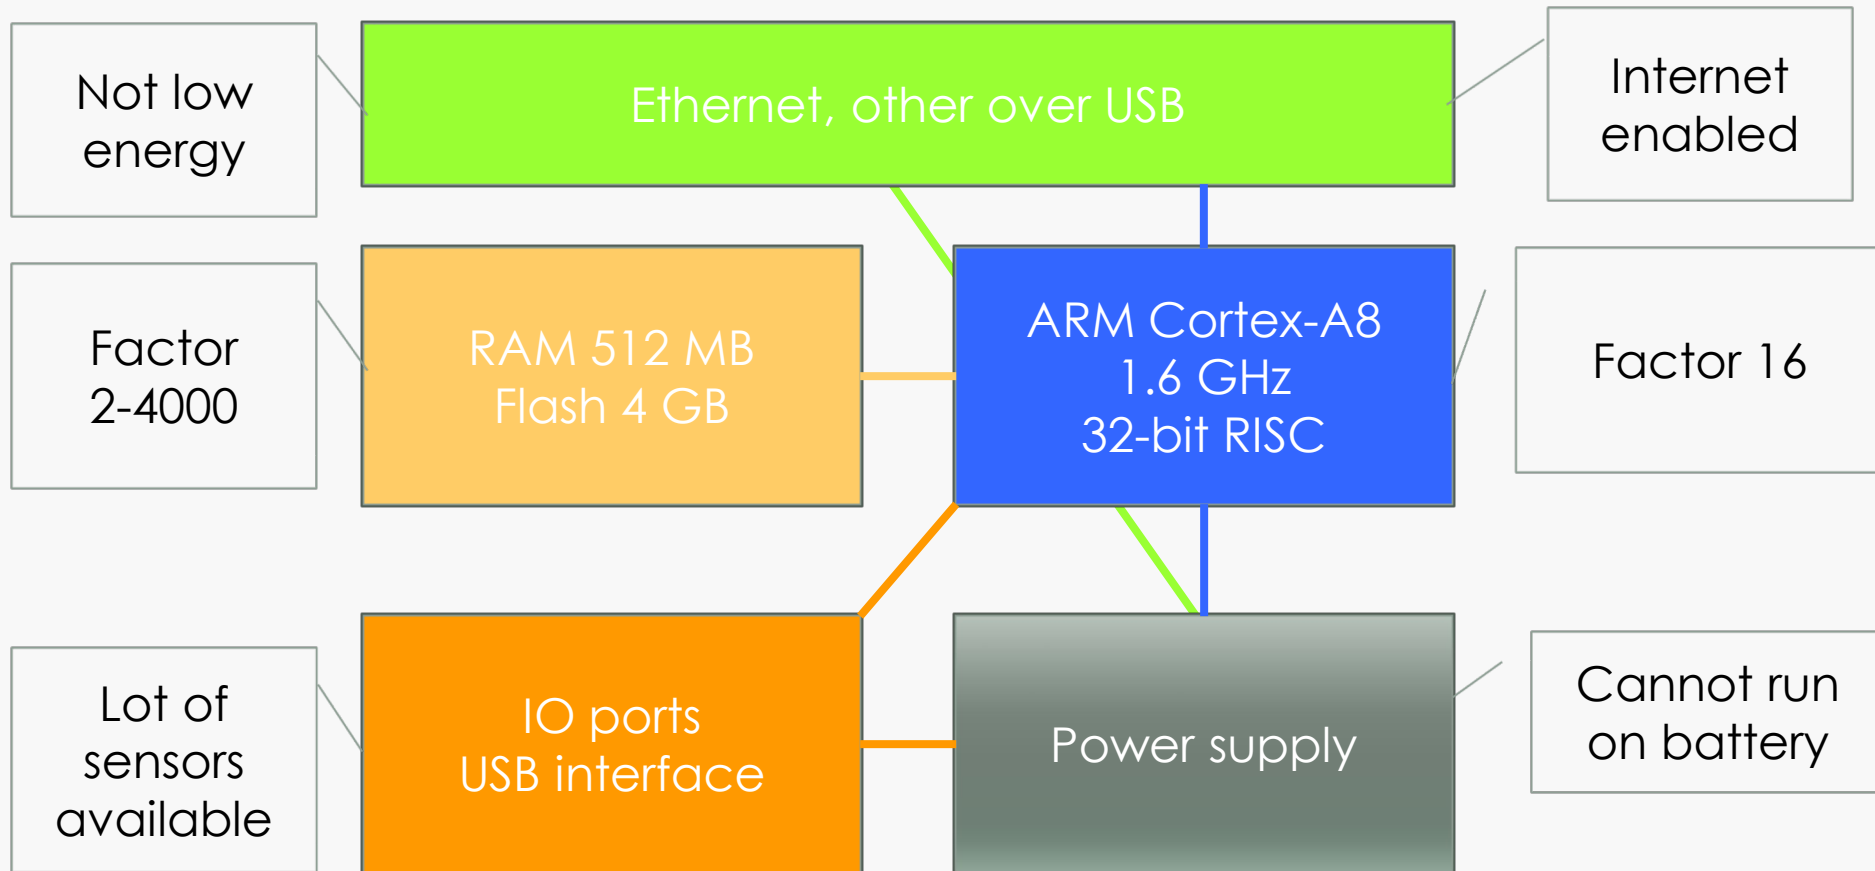 Not low
energy
Ethernet, other over USB
Internet
enabled
Factor
2-4000
RAM 512 MB
Flash 4 GB
ARM Cortex-A8
1.6 GHz
32-bit RISC
Factor 16
Lot of
sensors
available
IO ports
USB interface
Power supply
Cannot run
on battery